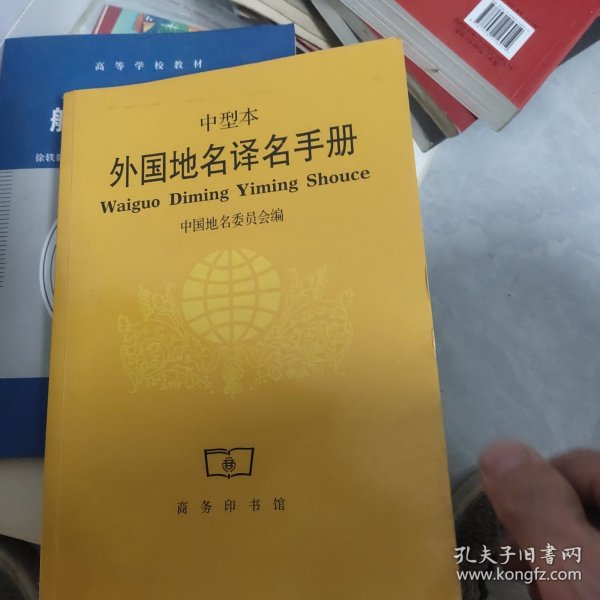 高等学校教材
中型本
外国地名译名手册
Waiguo Diming Yiming Shouce
中国地名委员会编
商务印书馆
孔夫子旧书网
www.kongfz.com